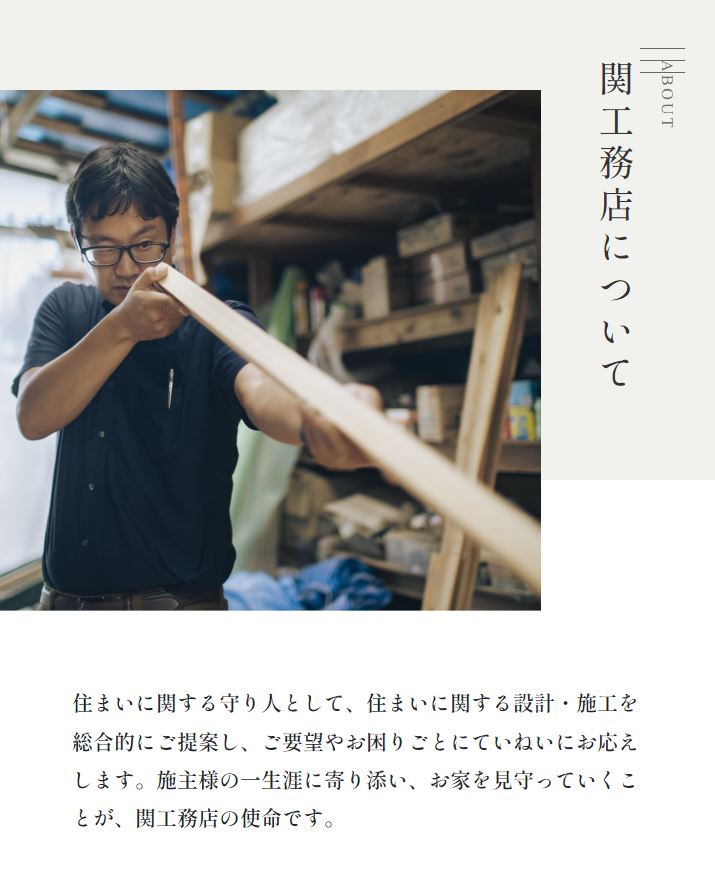 ABOUT
関工務店について
住まいに関する守り人として、住まいに関する設計・施工を
総合的にご提案し、ご要望やお困りごとにていねいにお応え
します。施主様の一生涯に寄り添い、お家を見守っていくこ
とが、関工務店の使命です。